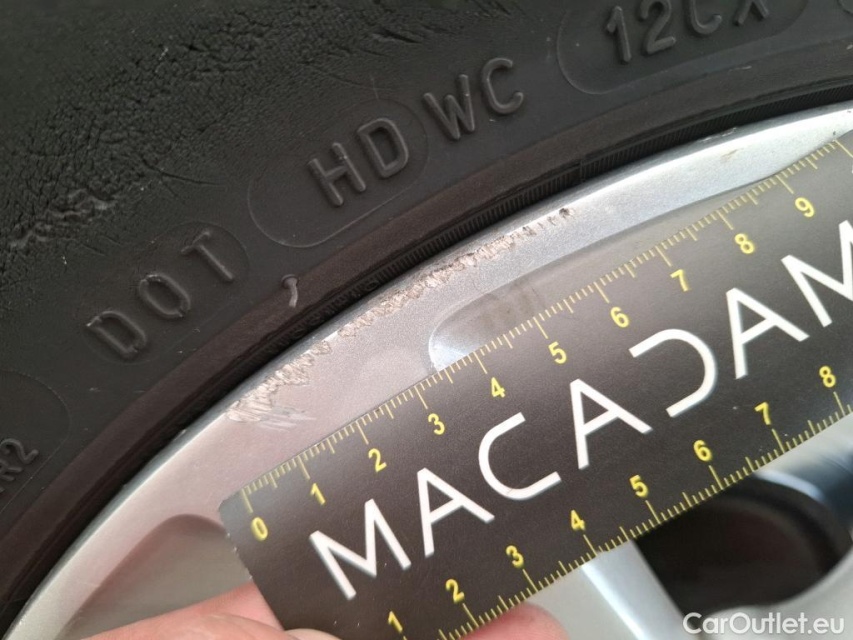 DOT HD WC 12CX
0 1 2 3 4 5 6 7 8 9
MACADAM
1 2 3 4 5 6 7 8
CarOutlet.eu